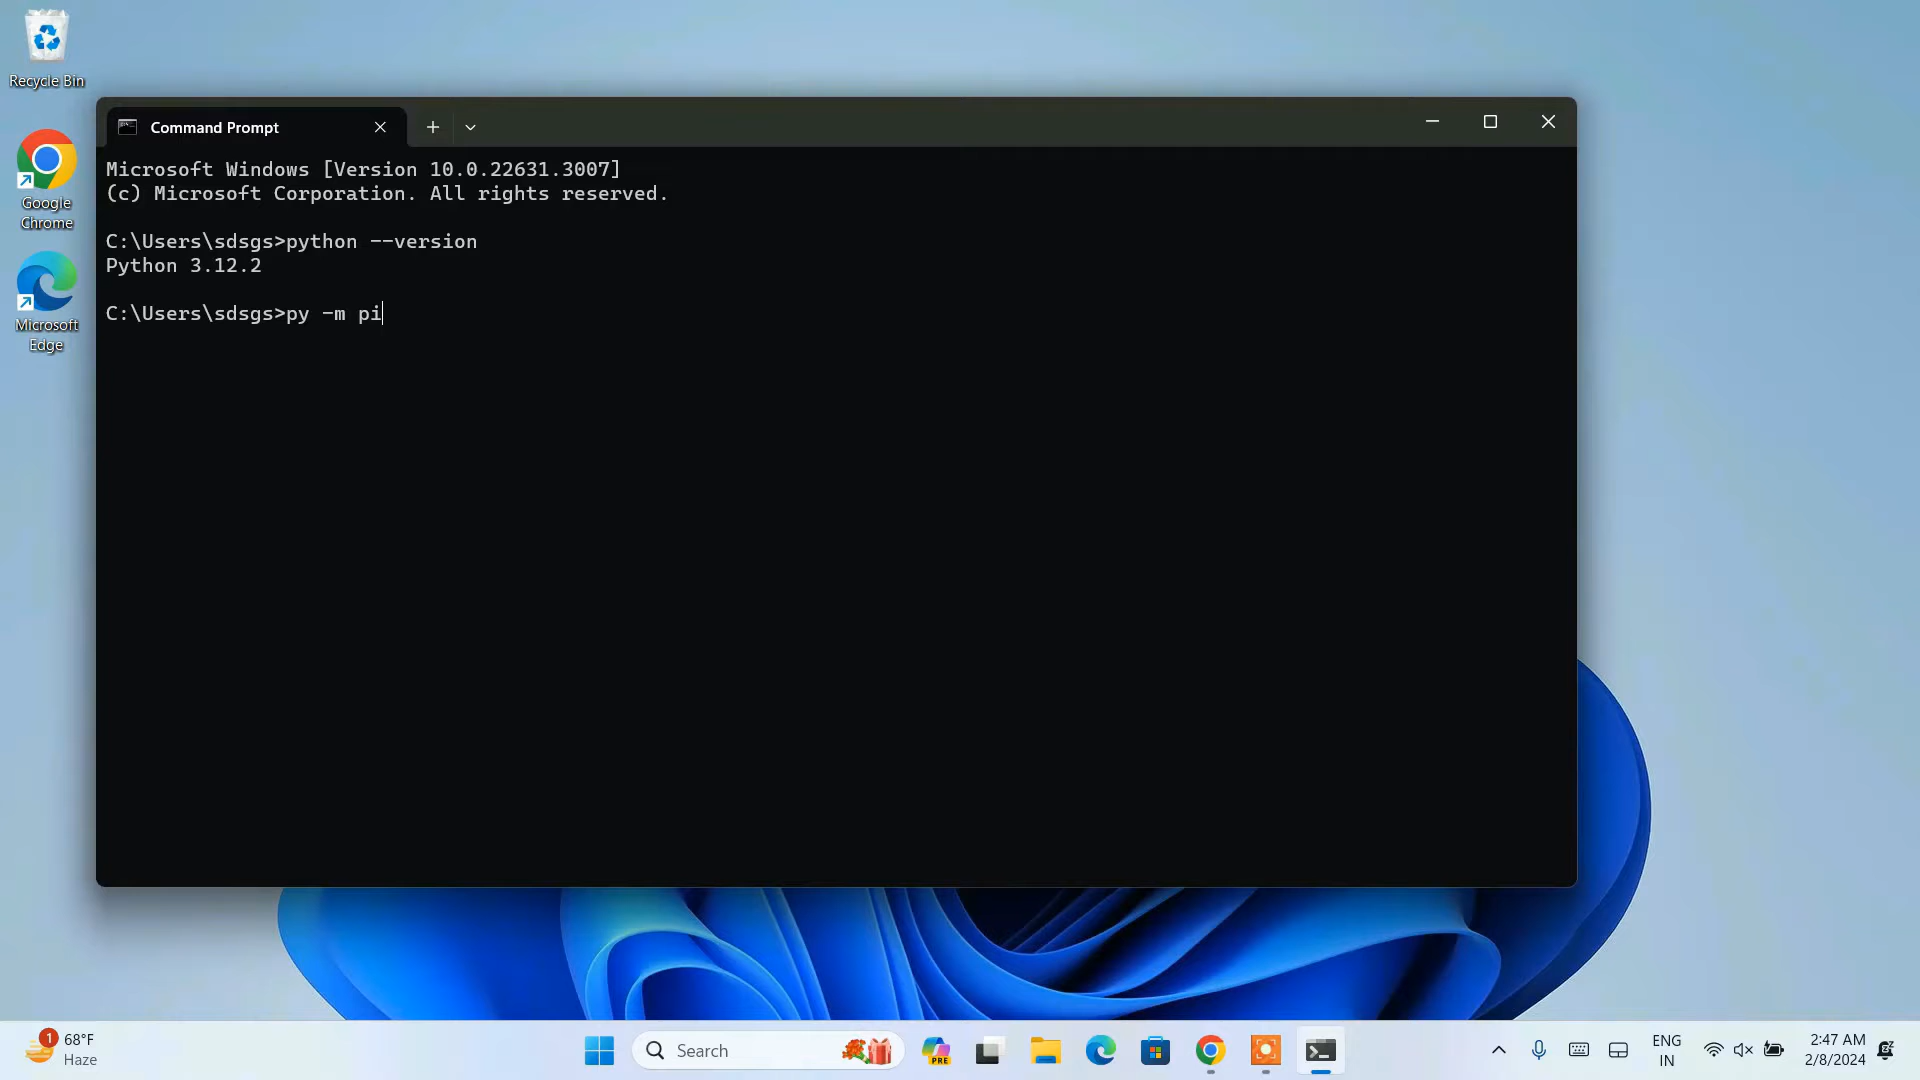 Recycle Bin
Google
Chrome
Microsoft
Edge
Command Prompt
Microsoft Windows [Version 10.0.22631.3007]
(c) Microsoft Corporation. All rights reserved.
C:\Users\sdsgs>python --version
Python 3.12.2
C:\Users\sdsgs>py -m pi
1
68°F
Haze
Search
PRE
ENG
IN
2:47 AM
2/8/2024